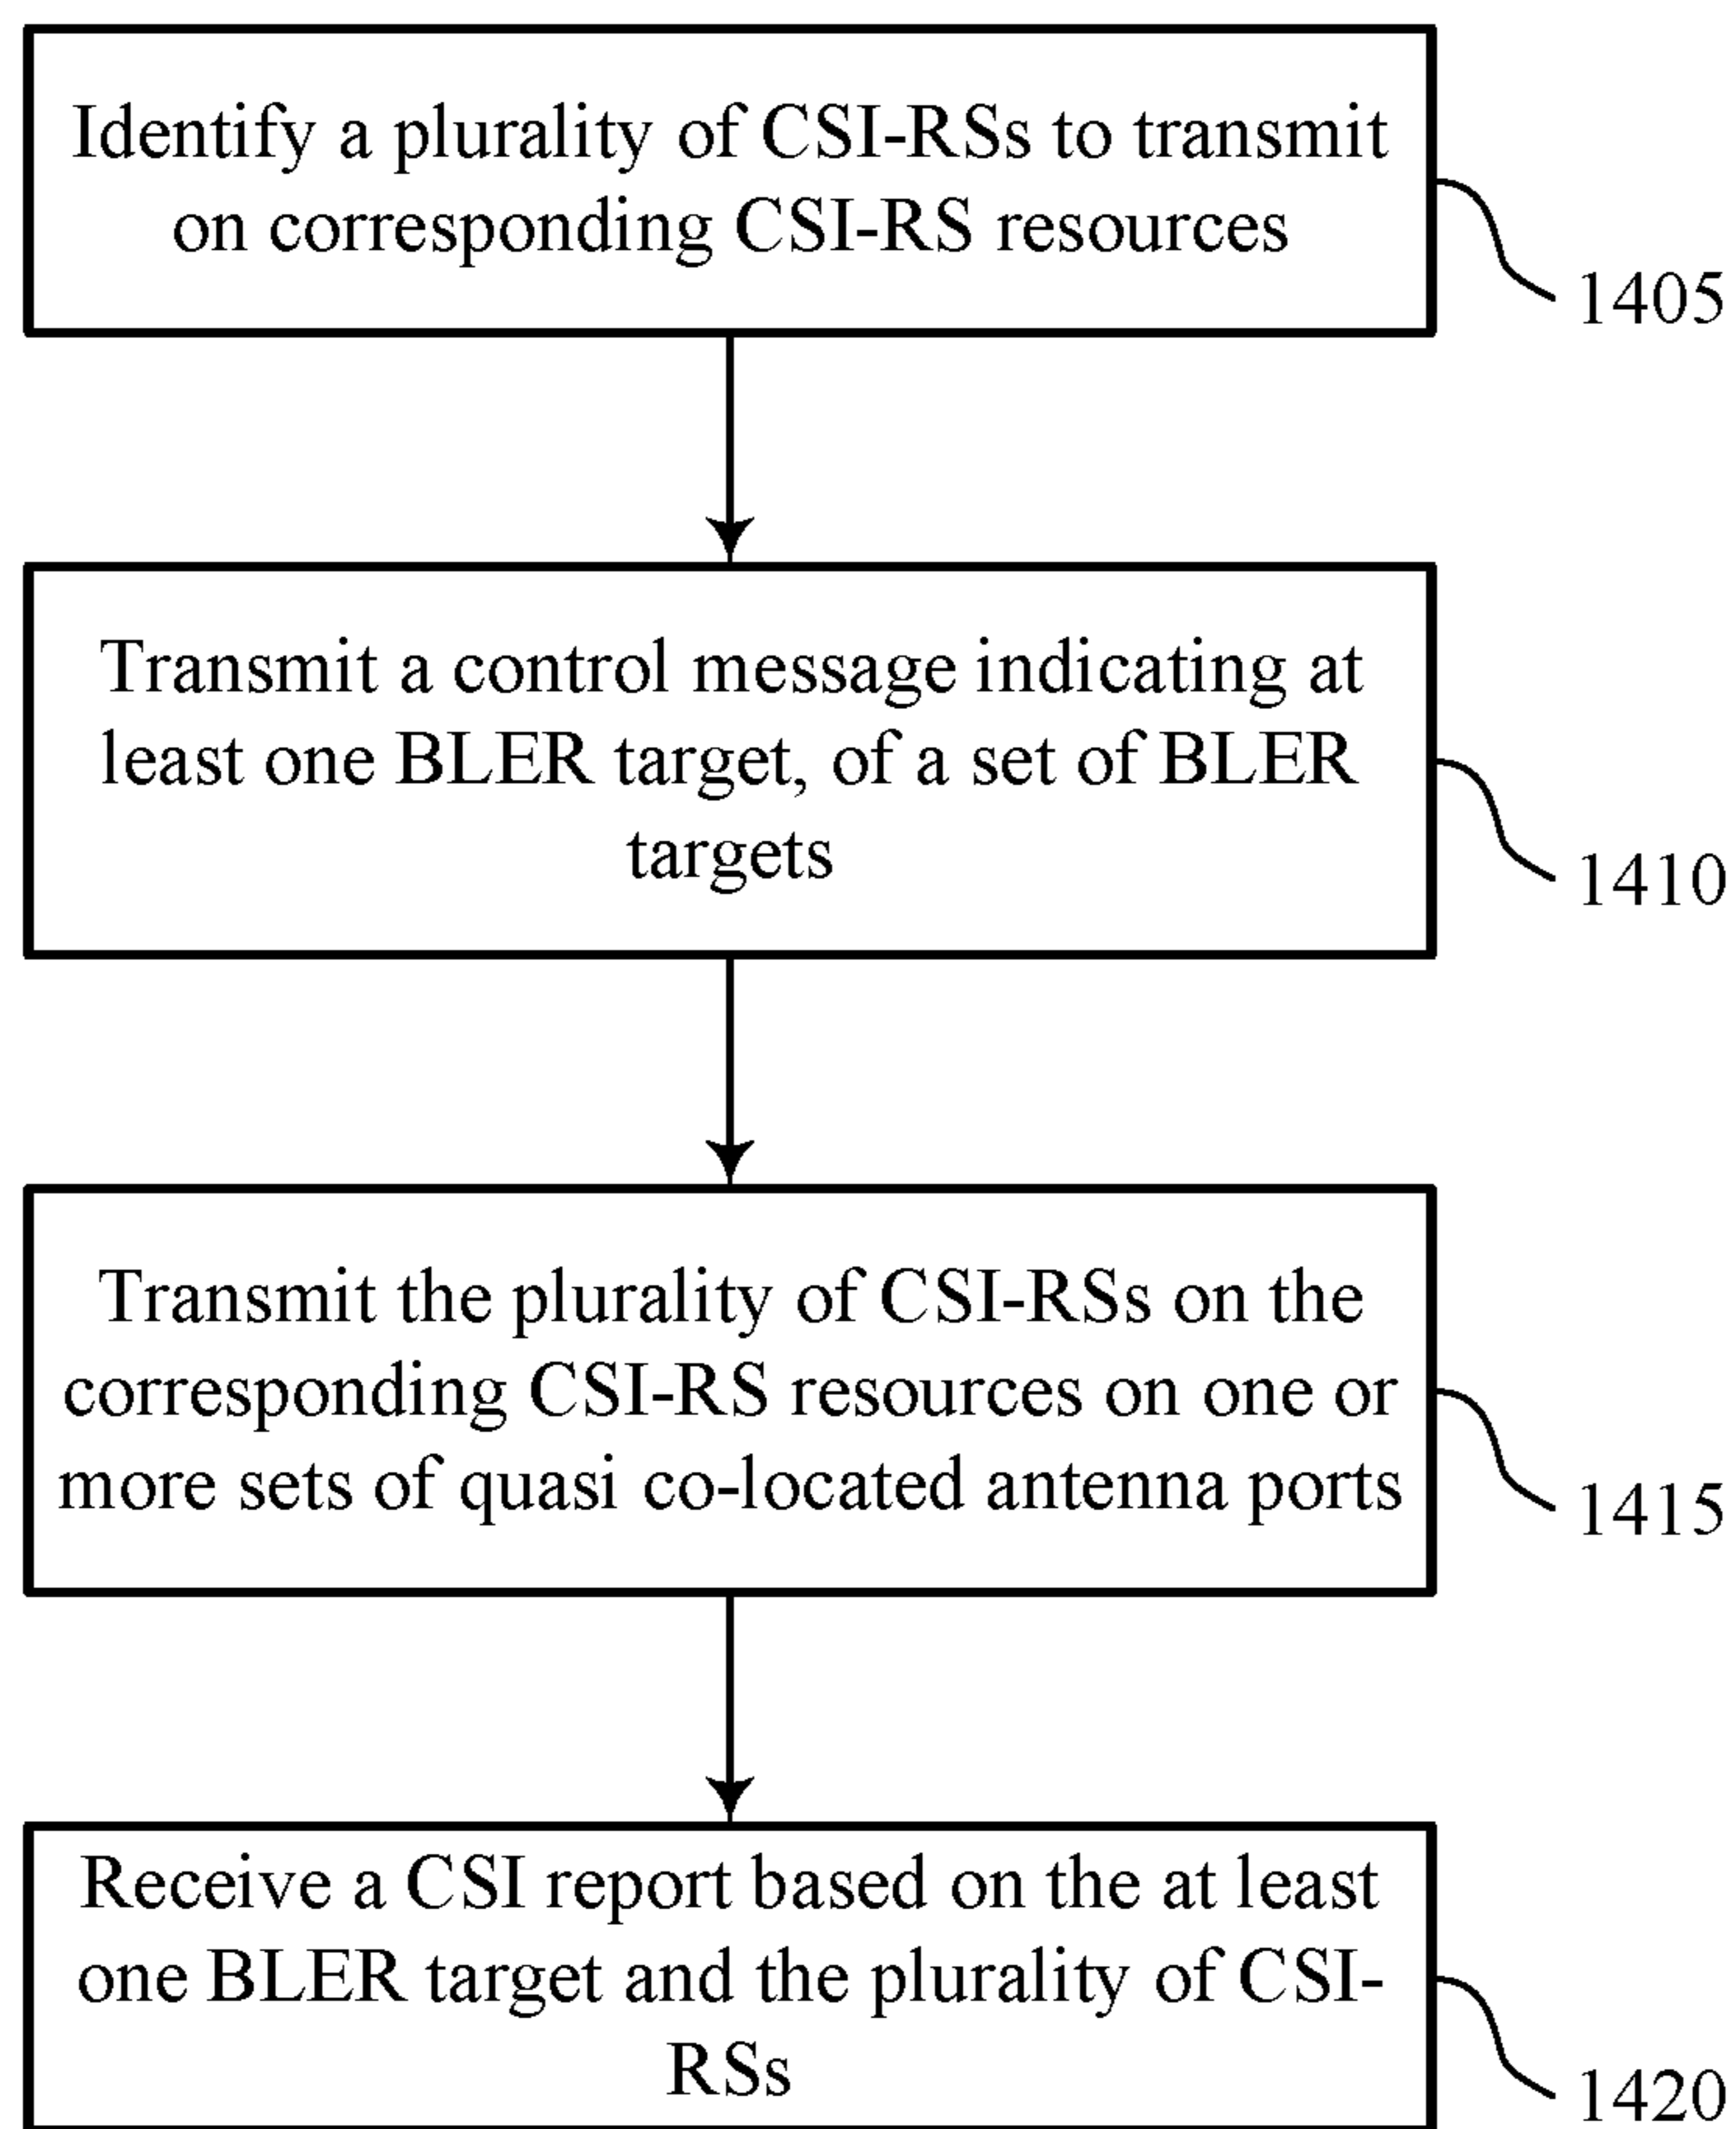 Identify a plurality of CSI-RSs to transmit
on corresponding CSI-RS resources
1405
Transmit a control message indicating at
least one BLER target, of a set of BLER
targets
1410
Transmit the plurality of CSI-RSs on the
corresponding CSI-RS resources on one or
more sets of quasi co-located antenna ports
1415
Receive a CSI report based on the at least
one BLER target and the plurality of CSI-
RSs
1420